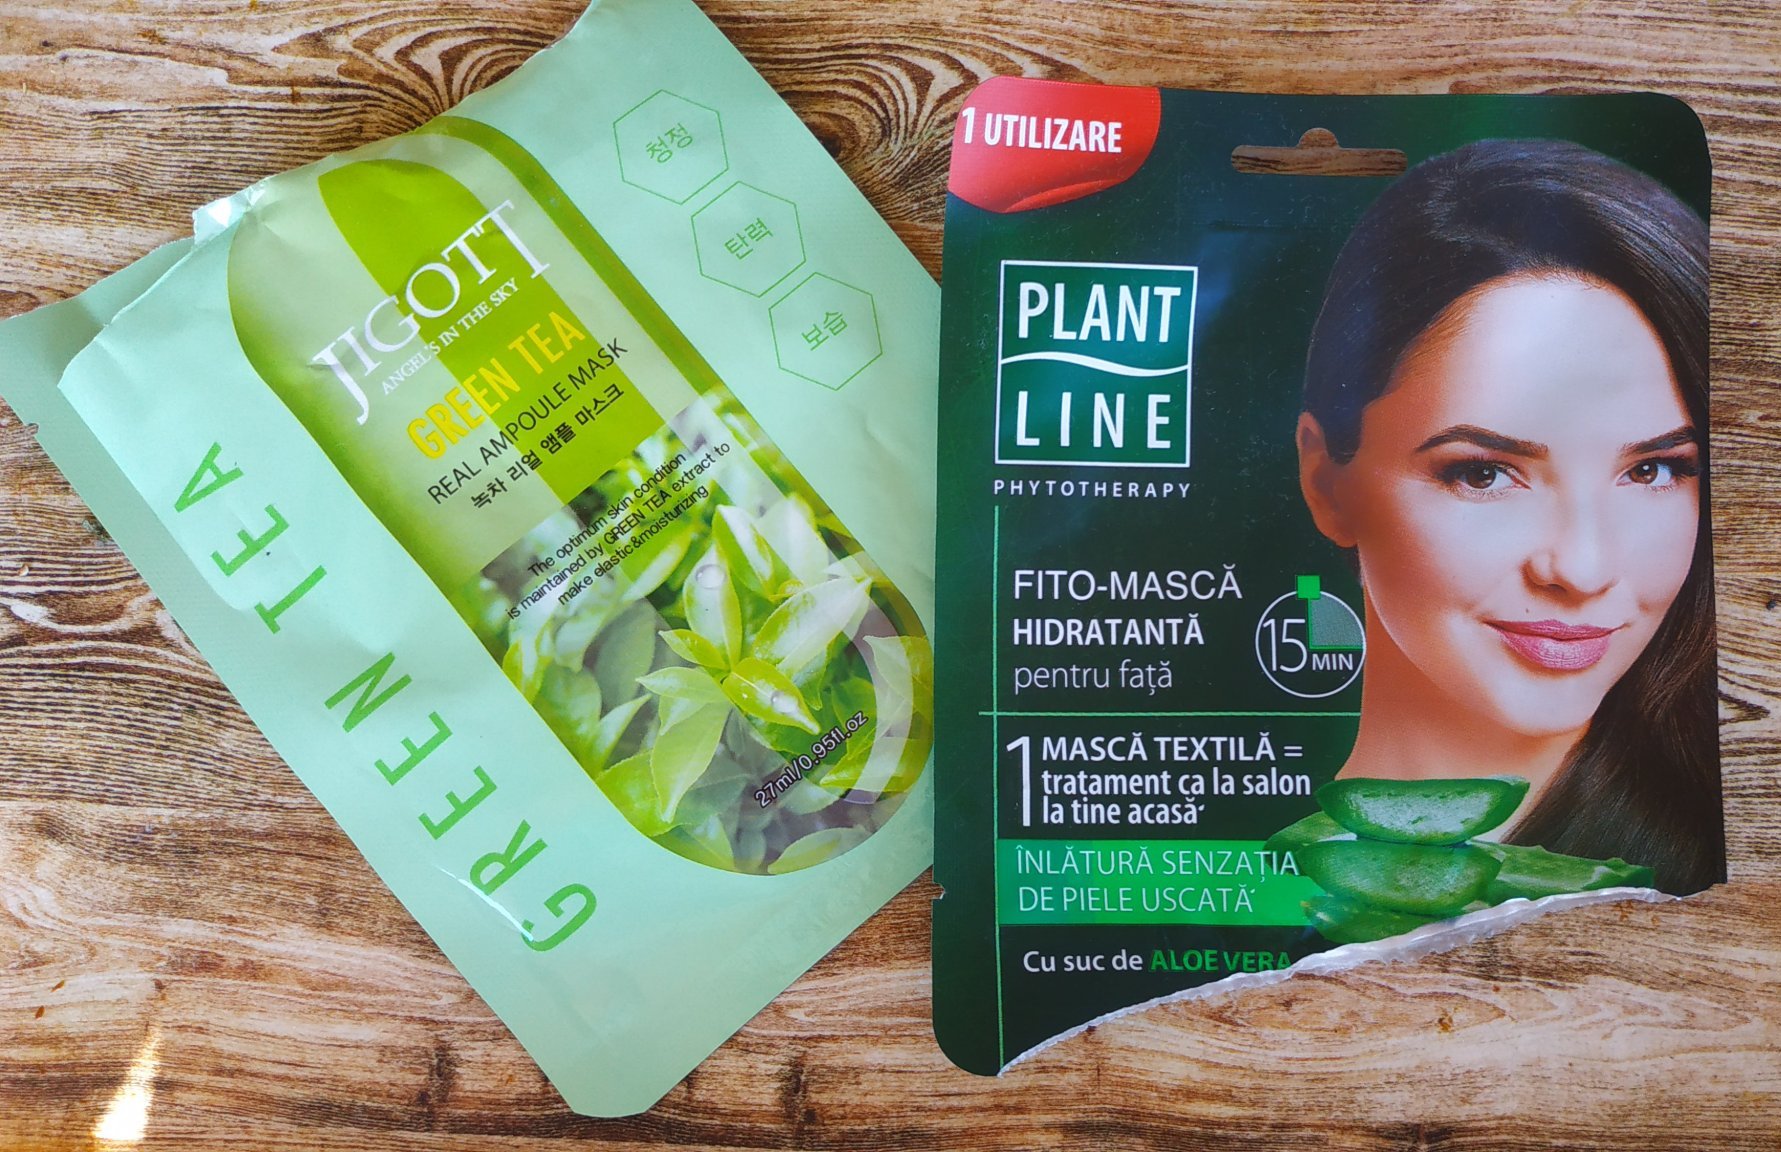 JIGOTT
ANGEL'S IN THE SKY
GREEN TEA
REAL AMPOULE MASK
녹차 리얼 앰플 마스크
The optimum skin condition
is maintained by GREEN TEA extract to
make elastic&moisturizing
27ml/0.95fl.oz
청정
탄력
보습
GREEN TEA
1 UTILIZARE
PLANT
LINE
PHYTOTHERAPY
FITO-MASCĂ
HIDRATANTĂ
pentru față
15 MIN
1 MASCĂ TEXTILĂ =
tratament ca la salon
la tine acasă
ÎNLĂTURĂ SENZAȚIA
DE PIELE USCATĂ
Cu suc de ALOE VERA